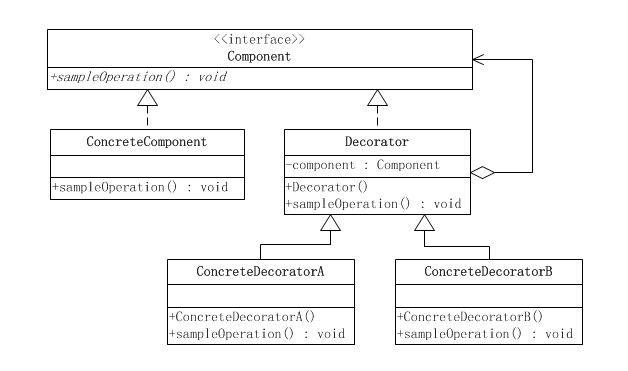 <<interface>>
Component
+sampleOperation() : void
ConcreteComponent
+sampleOperation() : void
Decorator
-component : Component
+Decorator()
+sampleOperation() : void
ConcreteDecoratorA
+ConcreteDecoratorA()
+sampleOperation() : void
ConcreteDecoratorB
+ConcreteDecoratorB()
+sampleOperation() : void